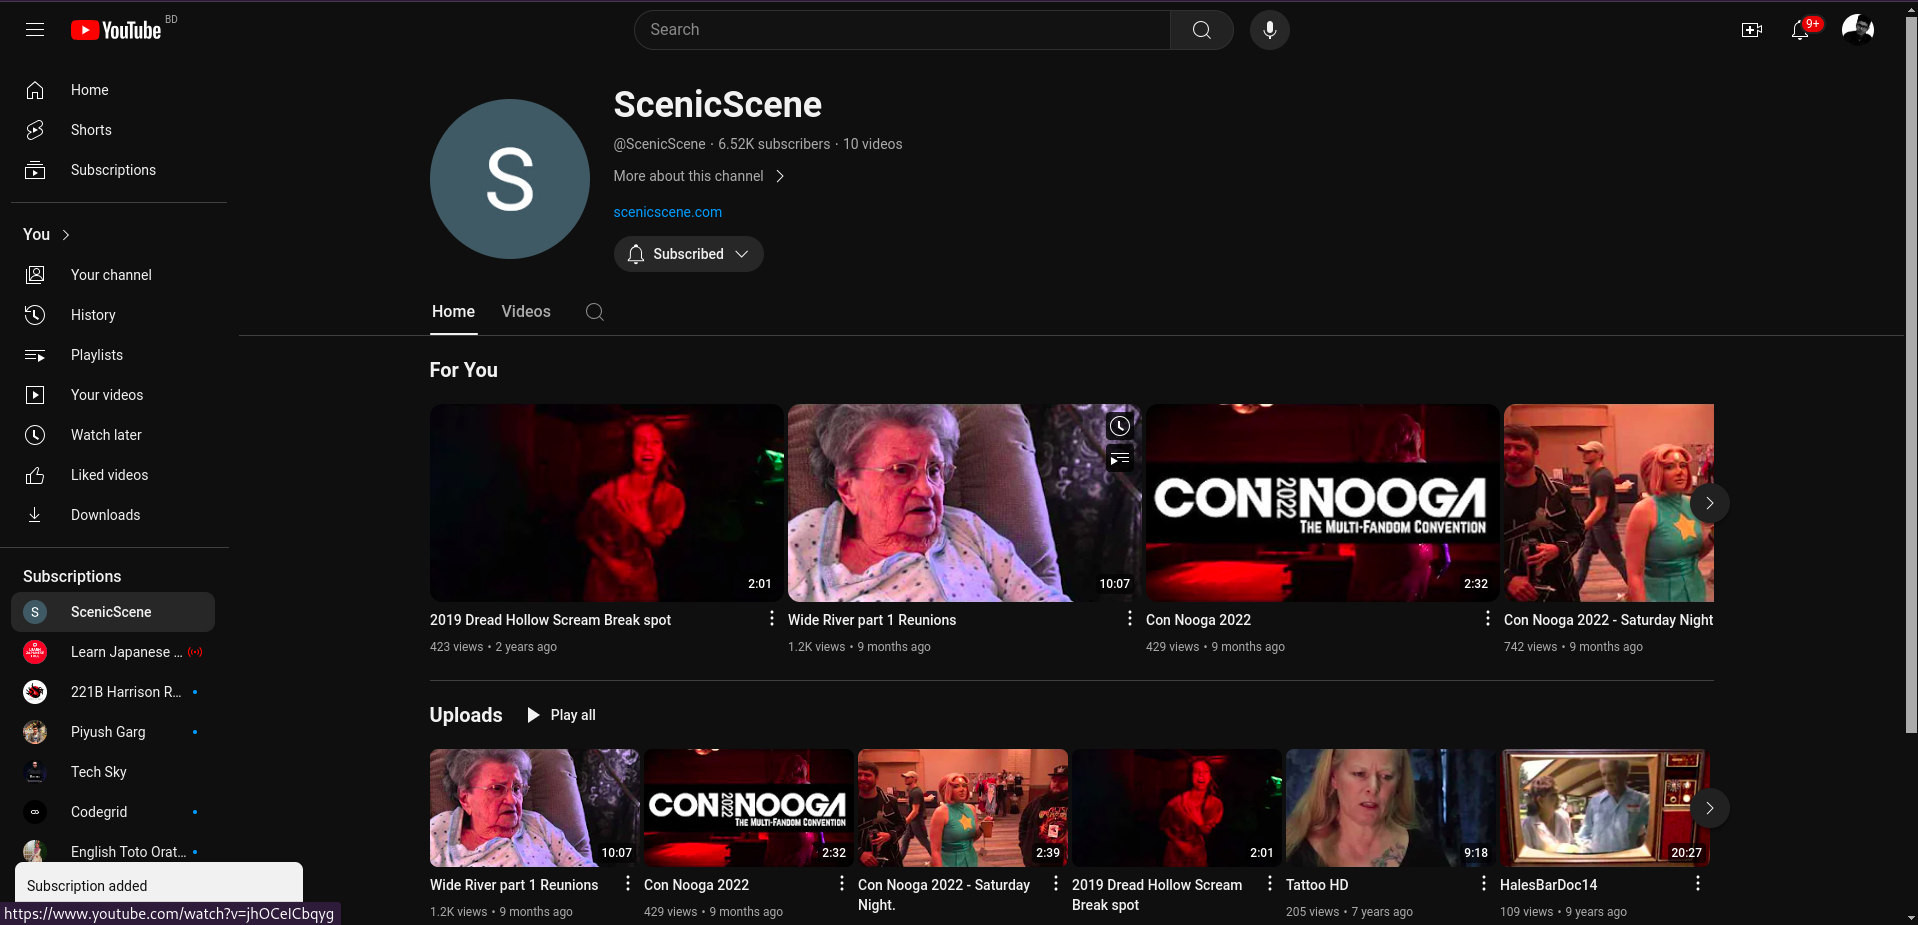 YouTube BD
Search
9+
Home
Shorts
Subscriptions
You
Your channel
History
Playlists
Your videos
Watch later
Liked videos
Downloads
Subscriptions
S ScenicScene
Learn Japanese ...
221B Harrison R...
Piyush Garg
Tech Sky
Codegrid
English Toto Orat...
Subscription added
https://www.youtube.com/watch?v=jhOCeICbqyg
S
ScenicScene
@ScenicScene · 6.52K subscribers · 10 videos
More about this channel
scenicscene.com
Subscribed
Home Videos
For You
2:01
10:07
CON 2022 NOOGA
THE MULTI-FANDOM CONVENTION
2:32
2019 Dread Hollow Scream Break spot
423 views • 2 years ago
Wide River part 1 Reunions
1.2K views • 9 months ago
Con Nooga 2022
429 views • 9 months ago
Con Nooga 2022 - Saturday Night
742 views • 9 months ago
Uploads Play all
10:07
CON 2022 NOOGA
THE MULTI-FANDOM CONVENTION
2:32
2:39
2:01
9:18
20:27
Wide River part 1 Reunions
1.2K views • 9 months ago
Con Nooga 2022
429 views • 9 months ago
Con Nooga 2022 - Saturday
Night.
2019 Dread Hollow Scream
Break spot
Tattoo HD
205 views • 7 years ago
HalesBarDoc14
109 views • 9 years ago